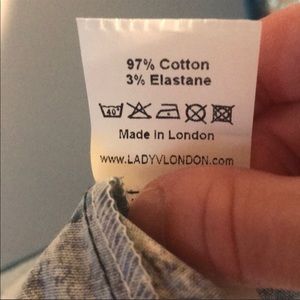 97% Cotton
3% Elastane
40°
Made in London
www.LADYVLONDON.com